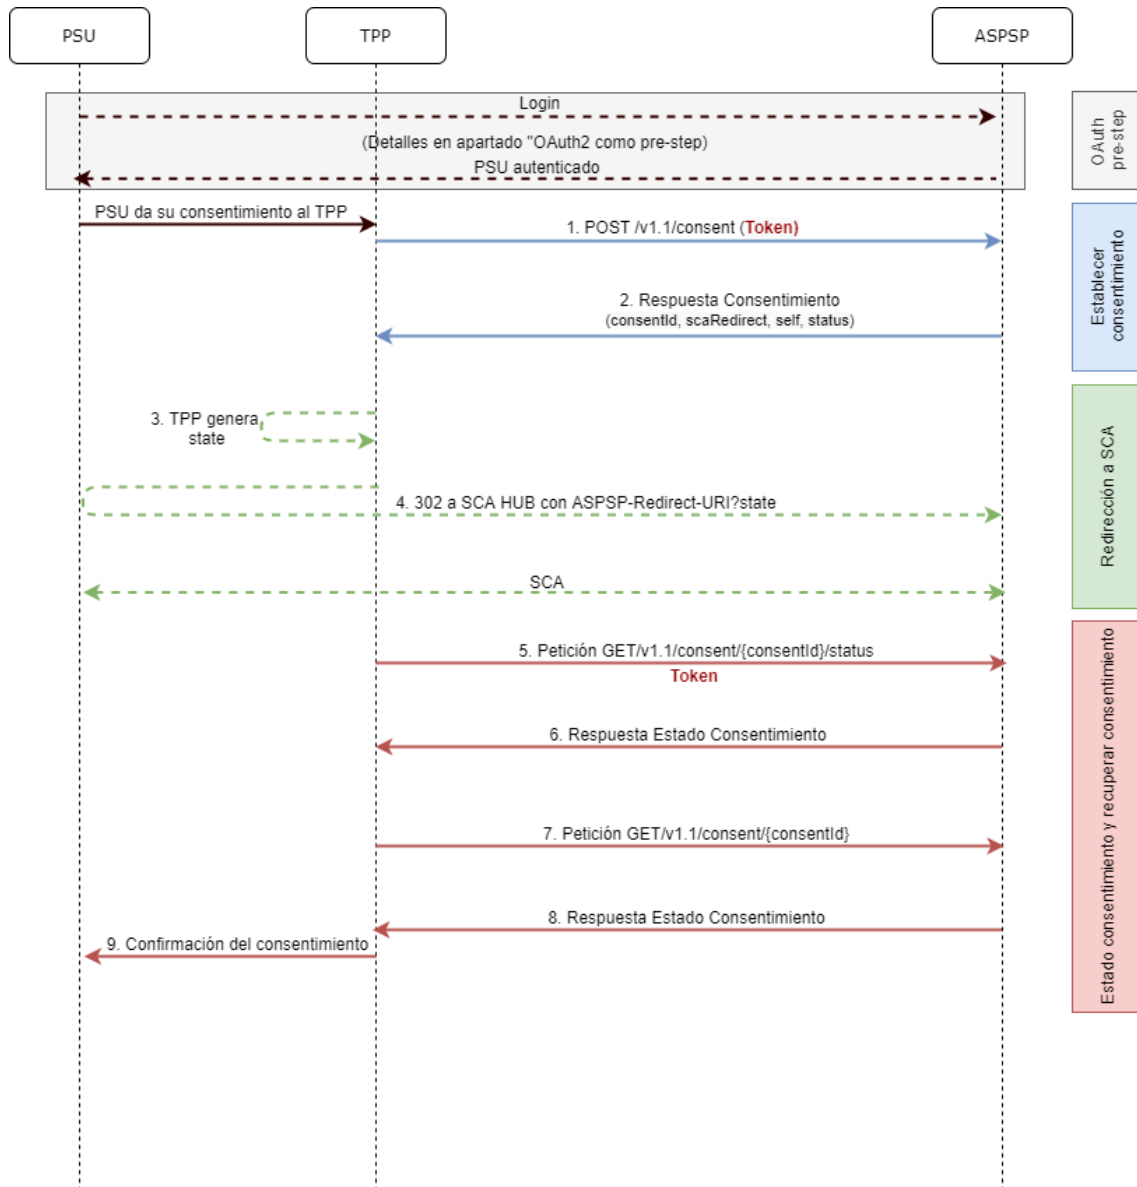 PSU
TPP
ASPSP
Login
(Detalles en apartado "OAuth2 como pre-step)
PSU autenticado
OAuth
pre-step
PSU da su consentimiento al TPP
1. POST /v1.1/consent (Token)
2. Respuesta Consentimiento
(consentId, scaRedirect, self, status)
Establecer
consentimiento
3. TPP genera
state
4. 302 a SCA HUB con ASPSP-Redirect-URI?state
SCA
Redirección a SCA
5. Petición GET/v1.1/consent/{consentId}/status
Token
6. Respuesta Estado Consentimiento
7. Petición GET/v1.1/consent/{consentId}
8. Respuesta Estado Consentimiento
9. Confirmación del consentimiento
Estado consentimiento y recuperar consentimiento